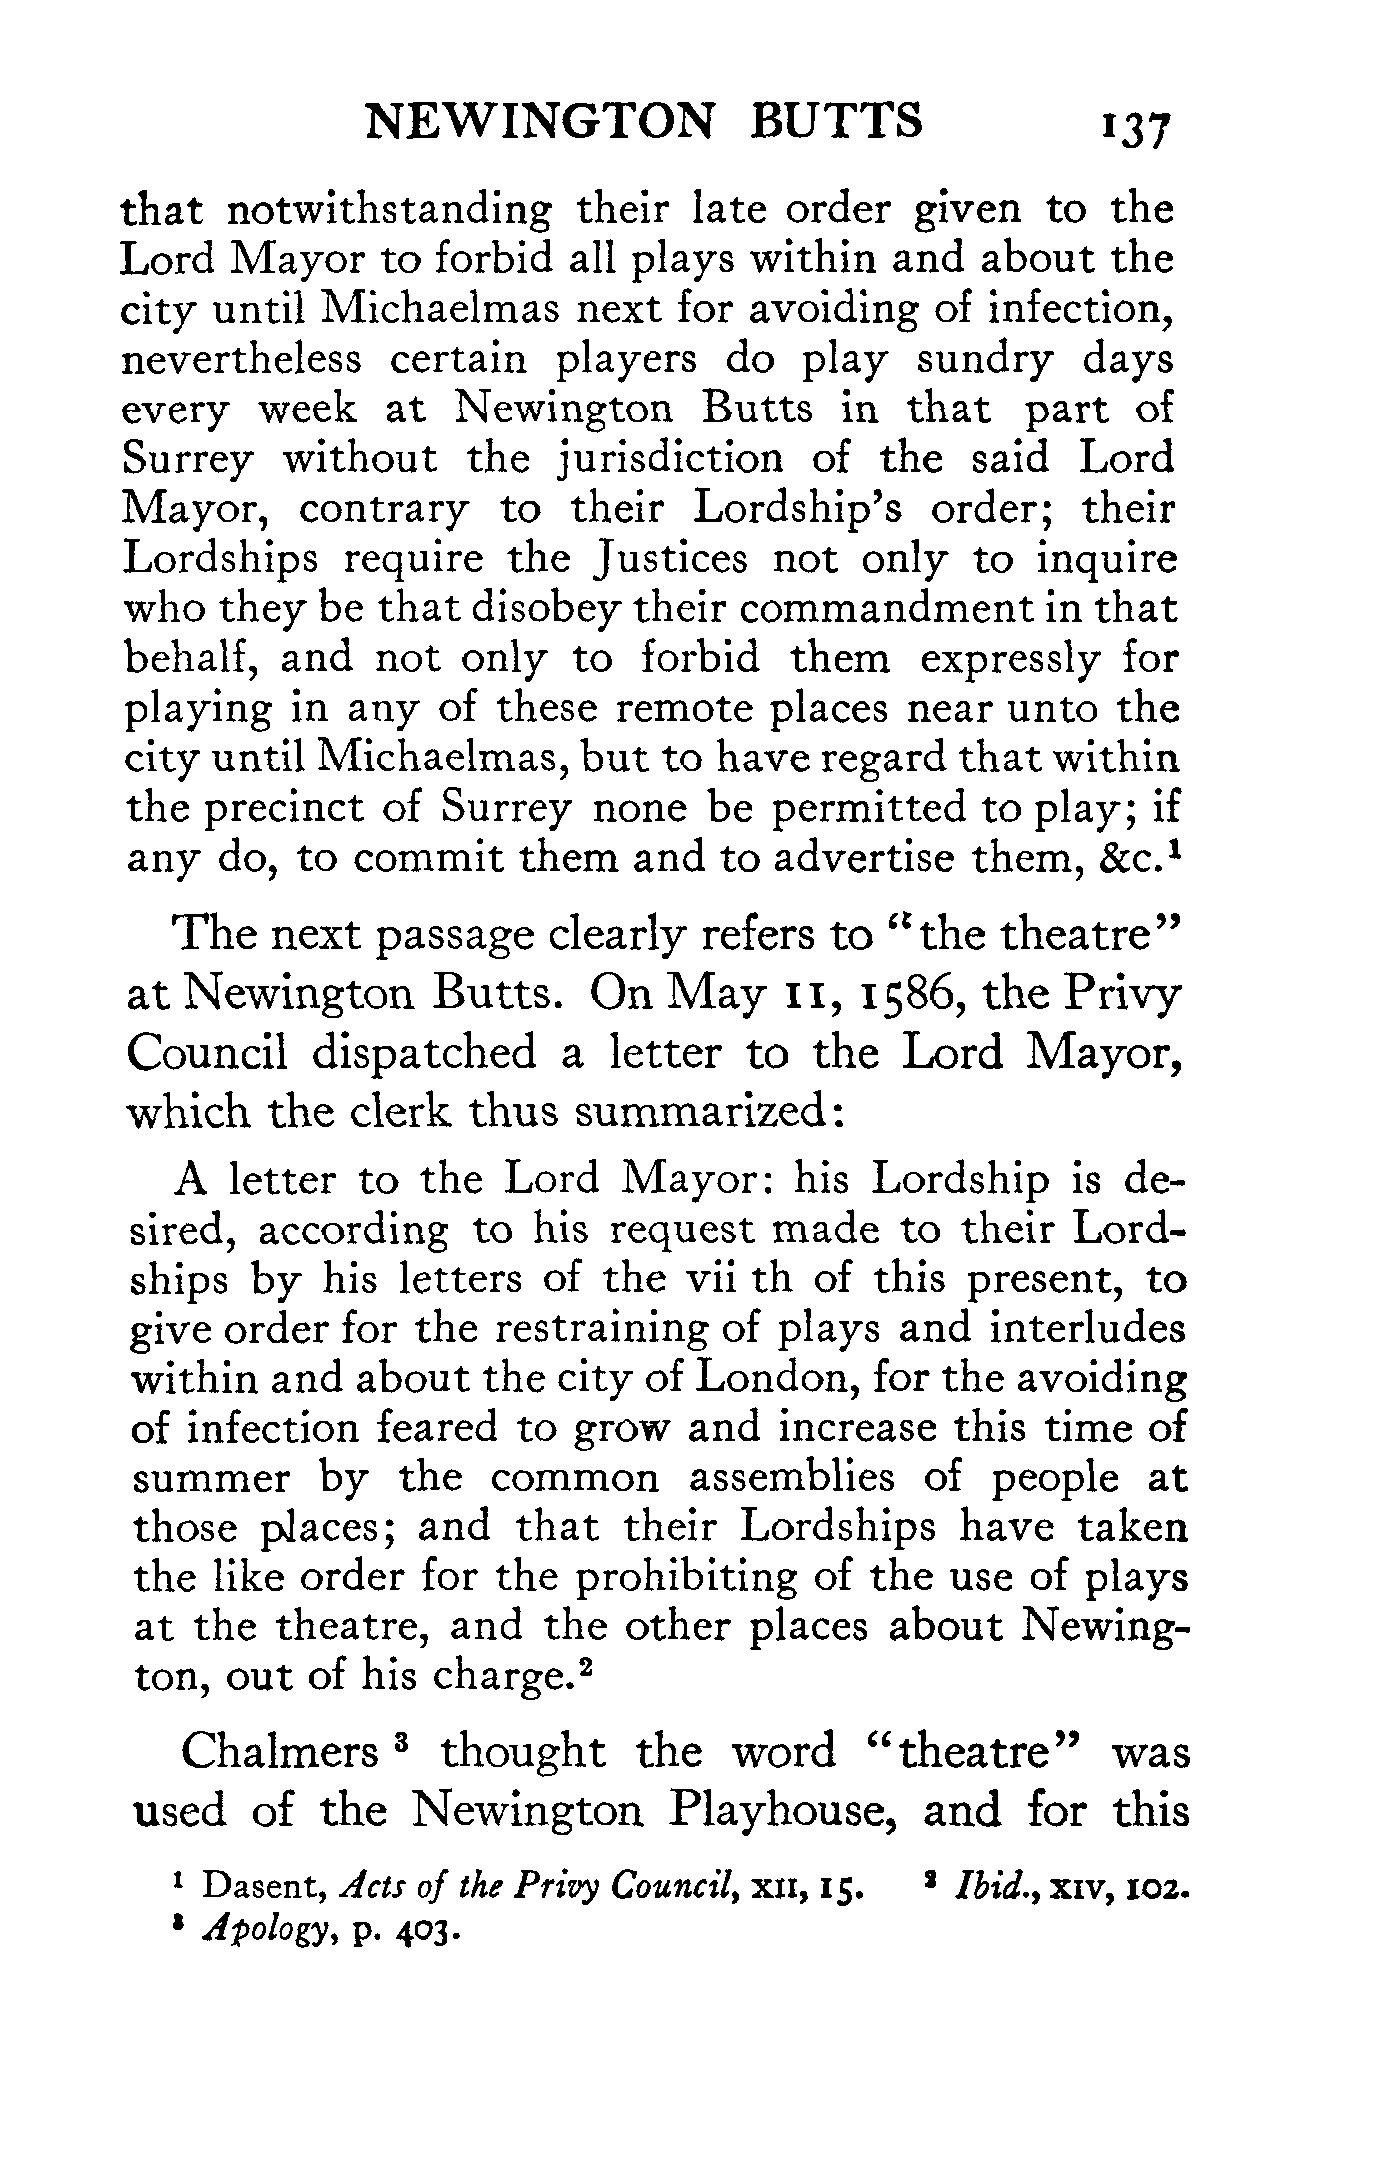 NEWINGTON BUTTS 137
that notwithstanding their late order given to the
Lord Mayor to forbid all plays within and about the
city until Michaelmas next for avoiding of infection,
nevertheless certain players do play sundry days
every week at Newington Butts in that part of
Surrey without the jurisdiction of the said Lord
Mayor, contrary to their Lordship's order; their
Lordships require the Justices not only to inquire
who they be that disobey their commandment in that
behalf, and not only to forbid them expressly for
playing in any of these remote places near unto the
city until Michaelmas, but to have regard that within
the precinct of Surrey none be permitted to play; if
any do, to commit them and to advertise them, &c.¹
The next passage clearly refers to "the theatre"
at Newington Butts. On May 11, 1586, the Privy
Council dispatched a letter to the Lord Mayor,
which the clerk thus summarized:
A letter to the Lord Mayor: his Lordship is de-
sired, according to his request made to their Lord-
ships by his letters of the vii th of this present, to
give order for the restraining of plays and interludes
within and about the city of London, for the avoiding
of infection feared to grow and increase this time of
summer by the common assemblies of people at
those places; and that their Lordships have taken
the like order for the prohibiting of the use of plays
at the theatre, and the other places about Newing-
ton, out of his charge.²
Chalmers ³ thought the word "theatre" was
used of the Newington Playhouse, and for this
¹ Dasent, Acts of the Privy Council, XII, 15. ² Ibid., XIV, 102.
³ Apology, p. 403.